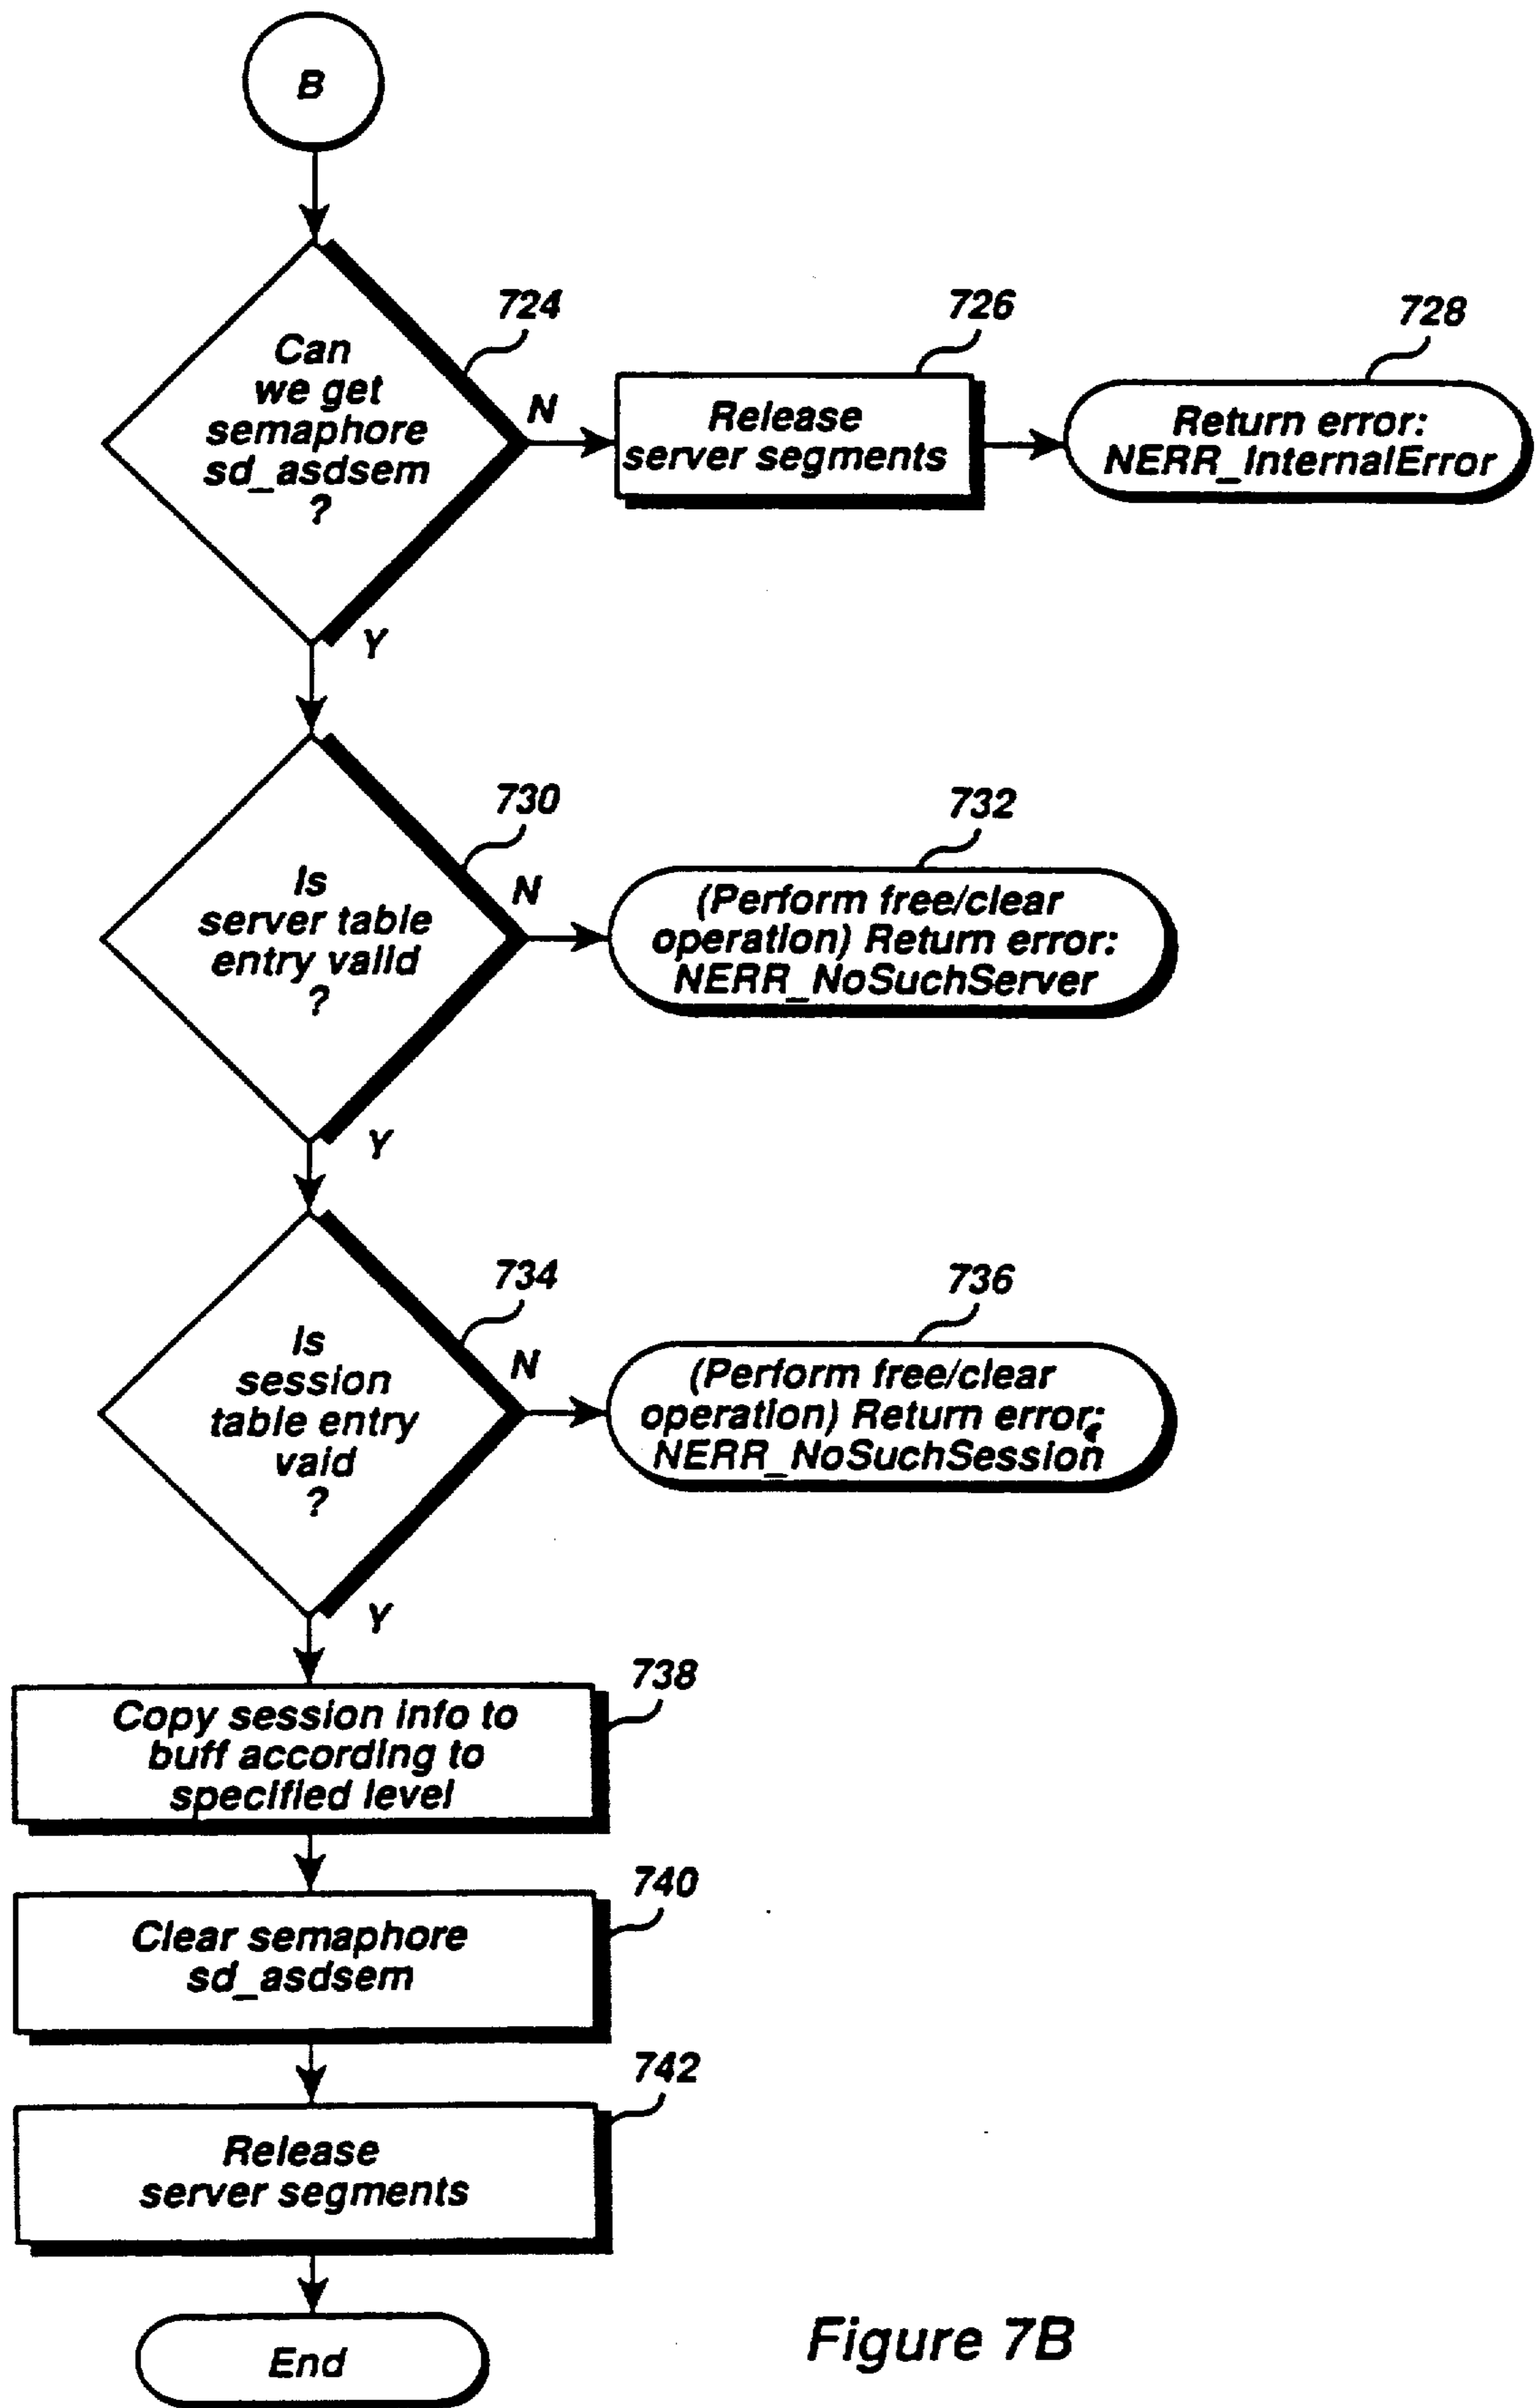 B
724
726
728
Can
we get
semaphore
sd_asdsem
?
N
Release
server segments
Return error:
NERR_InternalError
Y
730
732
Is
server table
entry valid
?
N
(Perform free/clear
operation) Return error:
NERR_NoSuchServer
Y
734
736
Is
session
table entry
vaid
?
N
(Perform free/clear
operation) Return error:
NERR_NoSuchSession
Y
738
Copy session info to
buff according to
specified level
740
Clear semaphore
sd_asdsem
742
Release
server segments
End
Figure 7B